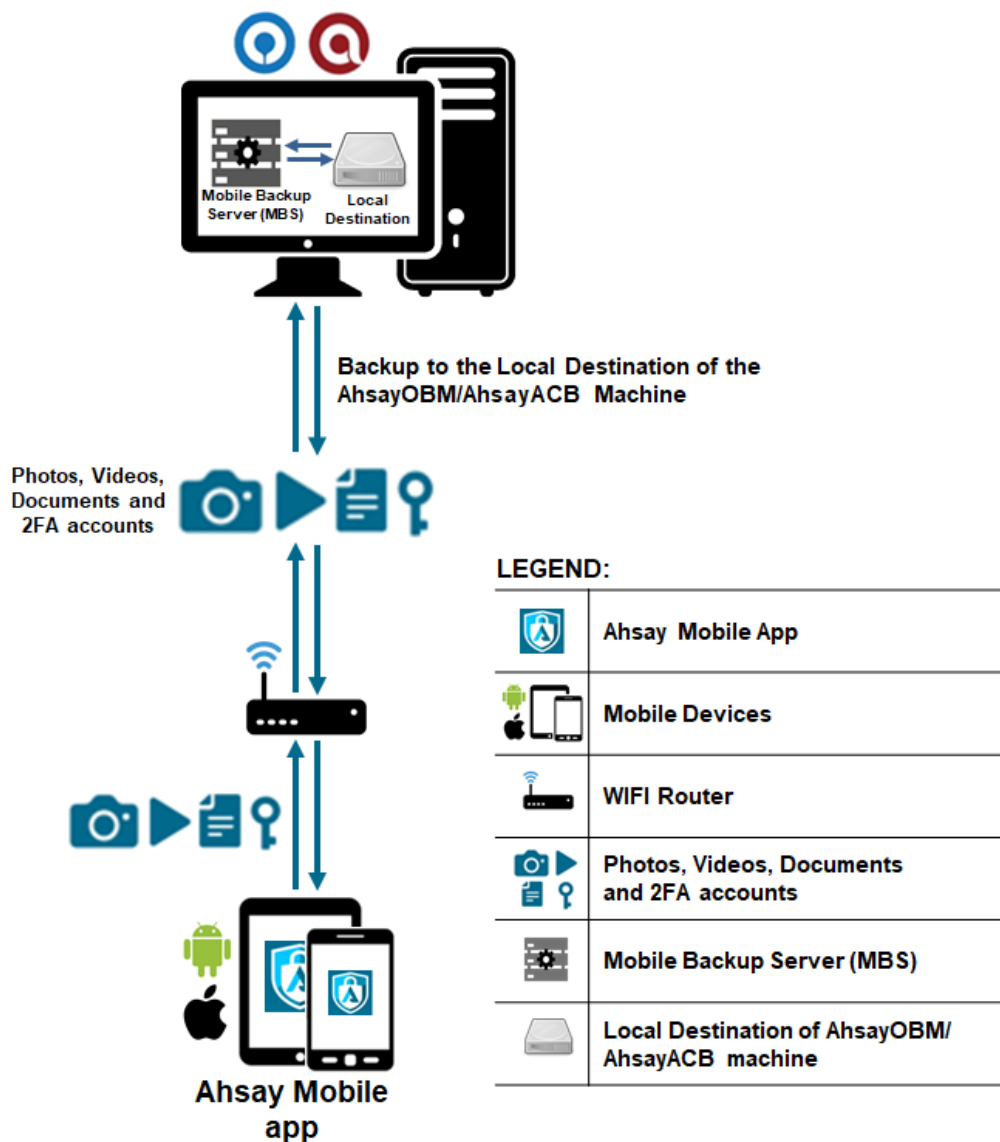 Mobile Backup
Server (MBS)
Local
Destination
Backup to the Local Destination of the
AhsayOBM/AhsayACB Machine
Photos, Videos,
Documents and
2FA accounts
LEGEND:
Ahsay Mobile App
Mobile Devices
WIFI Router
Photos, Videos, Documents
and 2FA accounts
Mobile Backup Server (MBS)
Local Destination of AhsayOBM/
AhsayACB machine
Ahsay Mobile
app